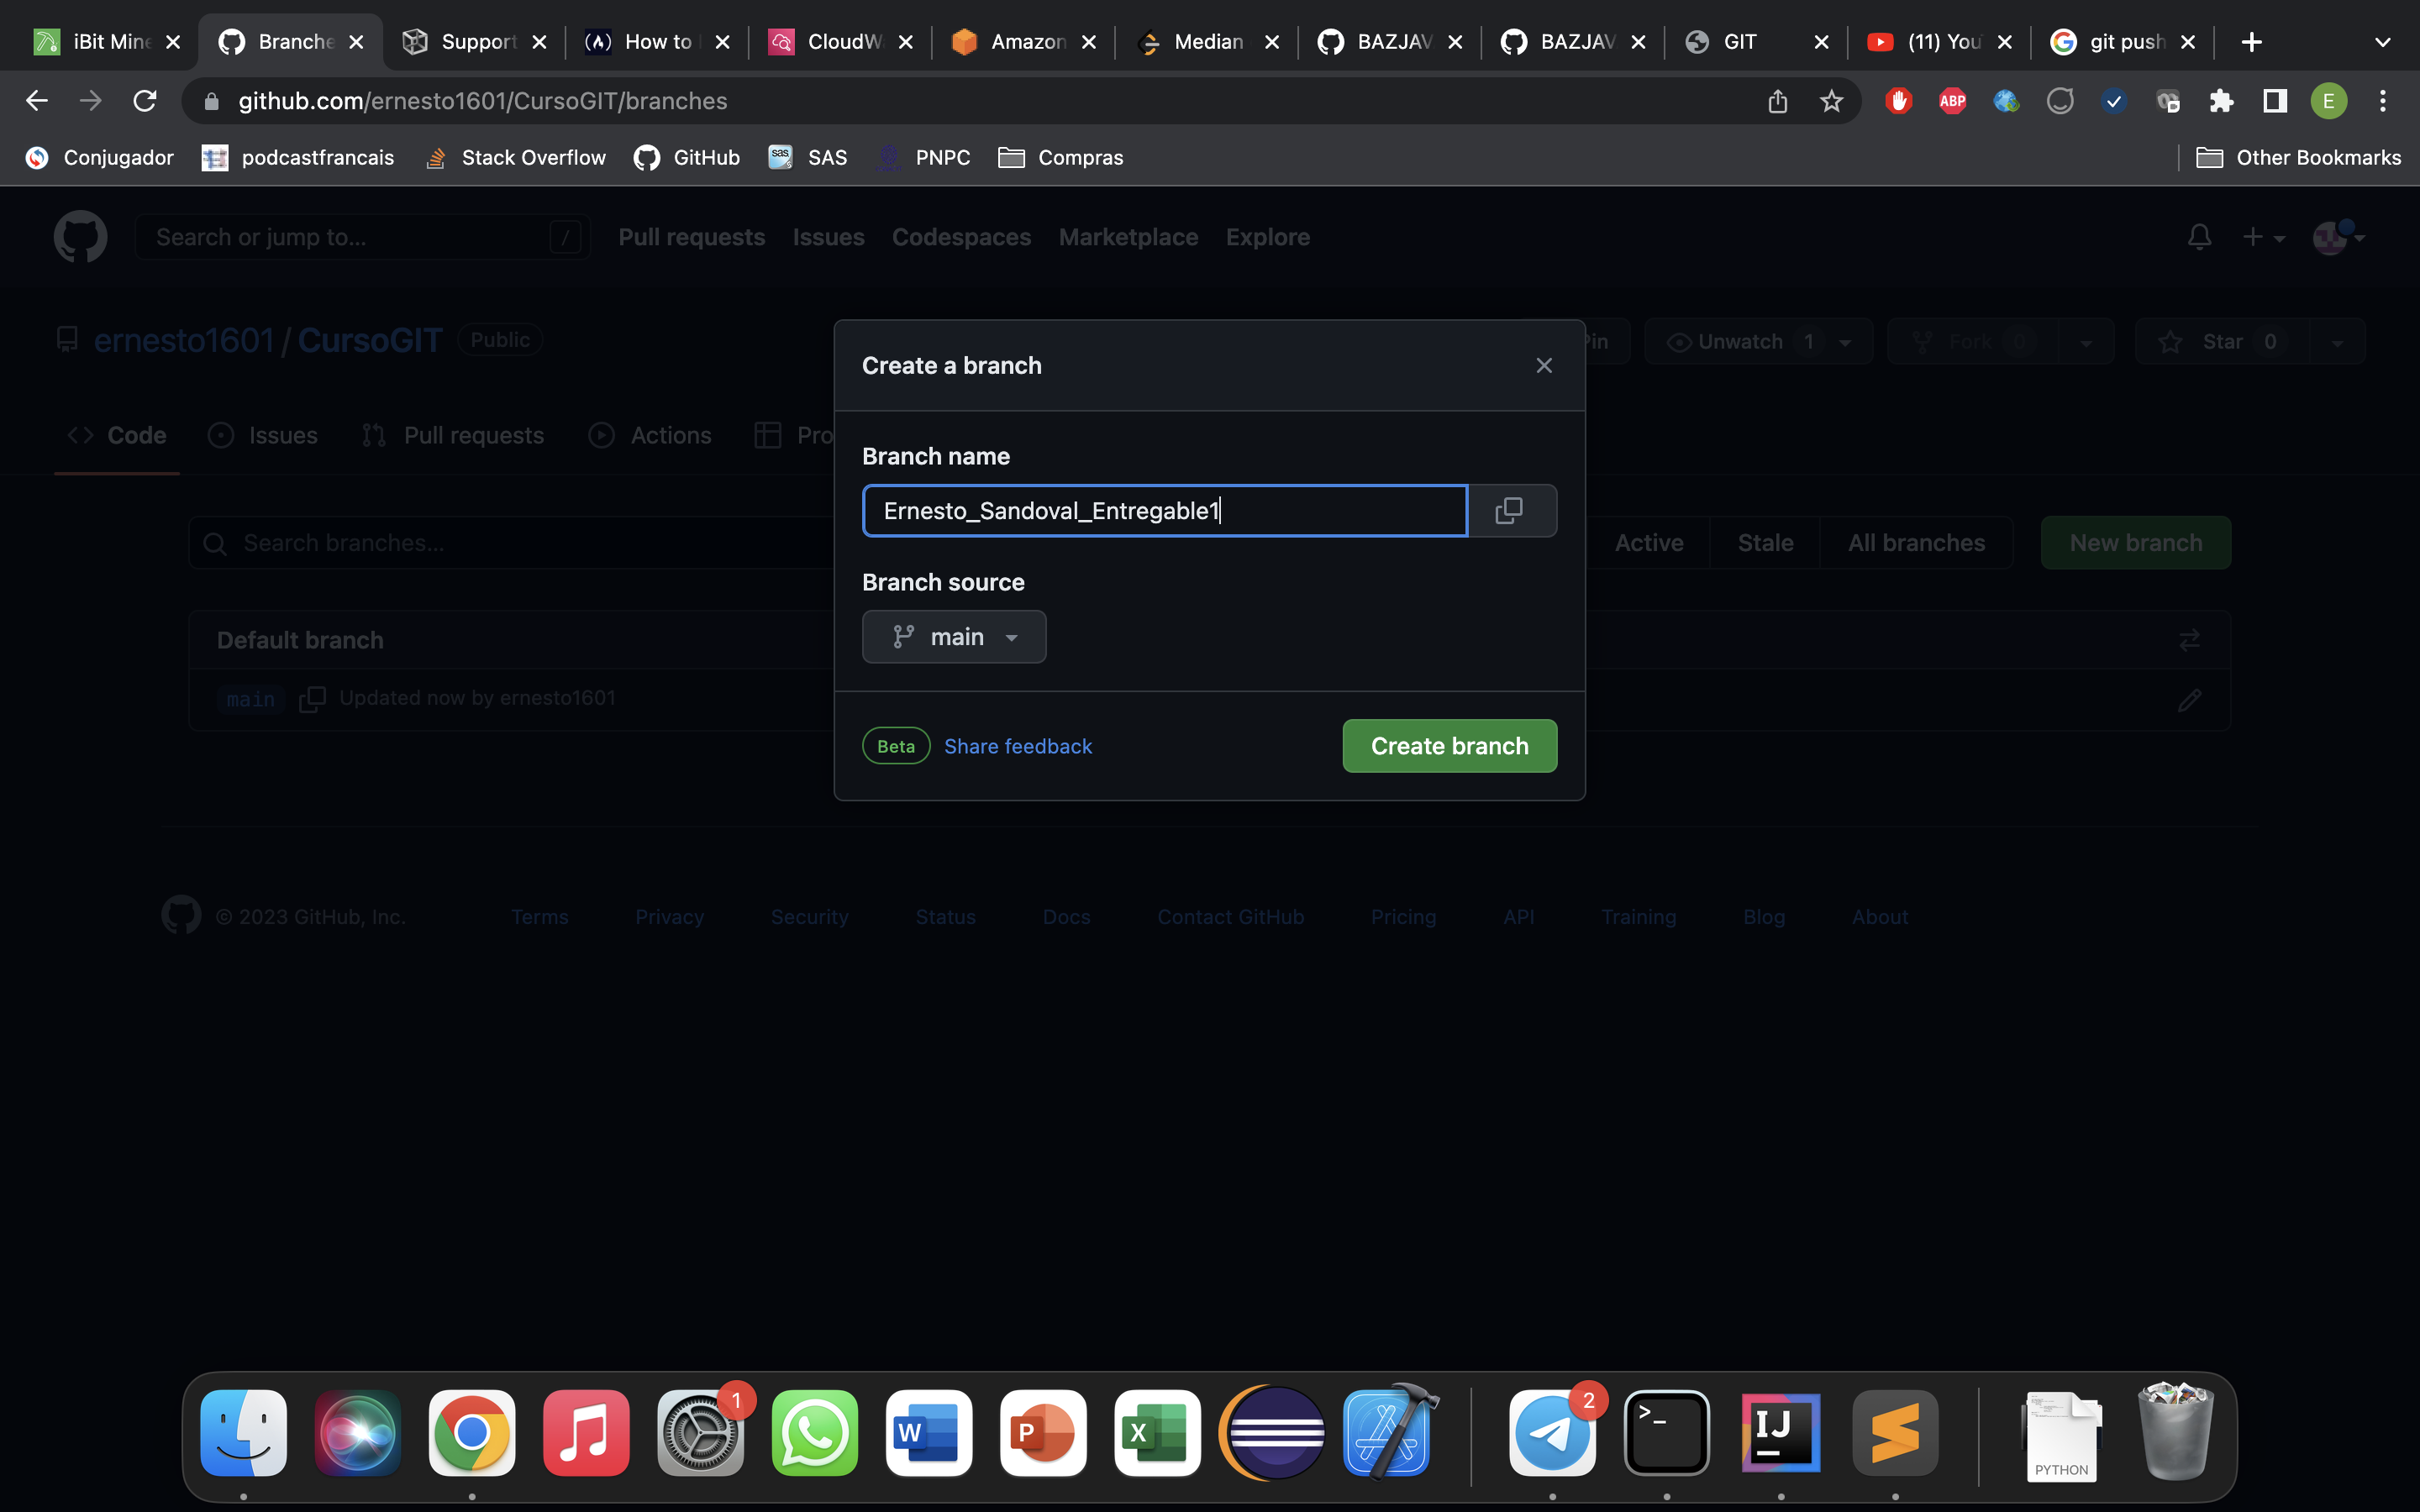 iBit Mine
Branche
Support
How to
CloudW
Amazon
Median
BAZJAV
BAZJAV
GIT
(11) You
git push
github.com/ernesto1601/CursoGIT/branches
ABP
E
Conjugador
podcastfrancais
Stack Overflow
GitHub
sas
SAS
PNPC
Compras
Other Bookmarks
Search or jump to...
/
Pull requests
Issues
Codespaces
Marketplace
Explore
ernesto1601 / CursoGIT
Public
Pin
Unwatch 1
Fork 0
Star 0
Code
Issues
Pull requests
Actions
Pro
Create a branch
Branch name
Ernesto_Sandoval_Entregable1
Branch source
main
Beta
Share feedback
Create branch
Search branches...
Active
Stale
All branches
New branch
Default branch
main
Updated now by ernesto1601
© 2023 GitHub, Inc.
Terms
Privacy
Security
Status
Docs
Contact GitHub
Pricing
API
Training
Blog
About
1
W
P
X
2
>_
IJ
PYTHON